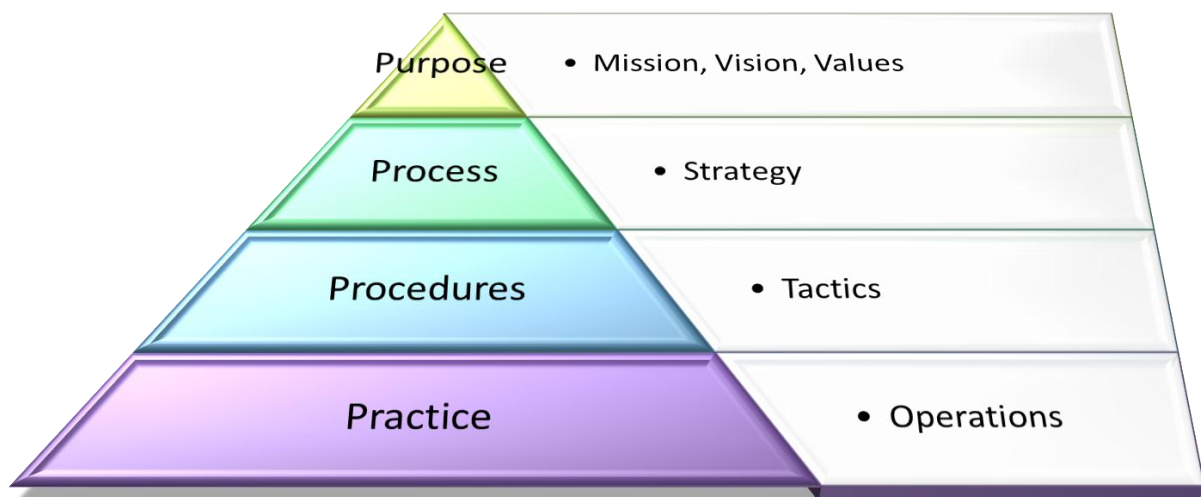 Purpose • Mission, Vision, Values
Process • Strategy
Procedures • Tactics
Practice • Operations